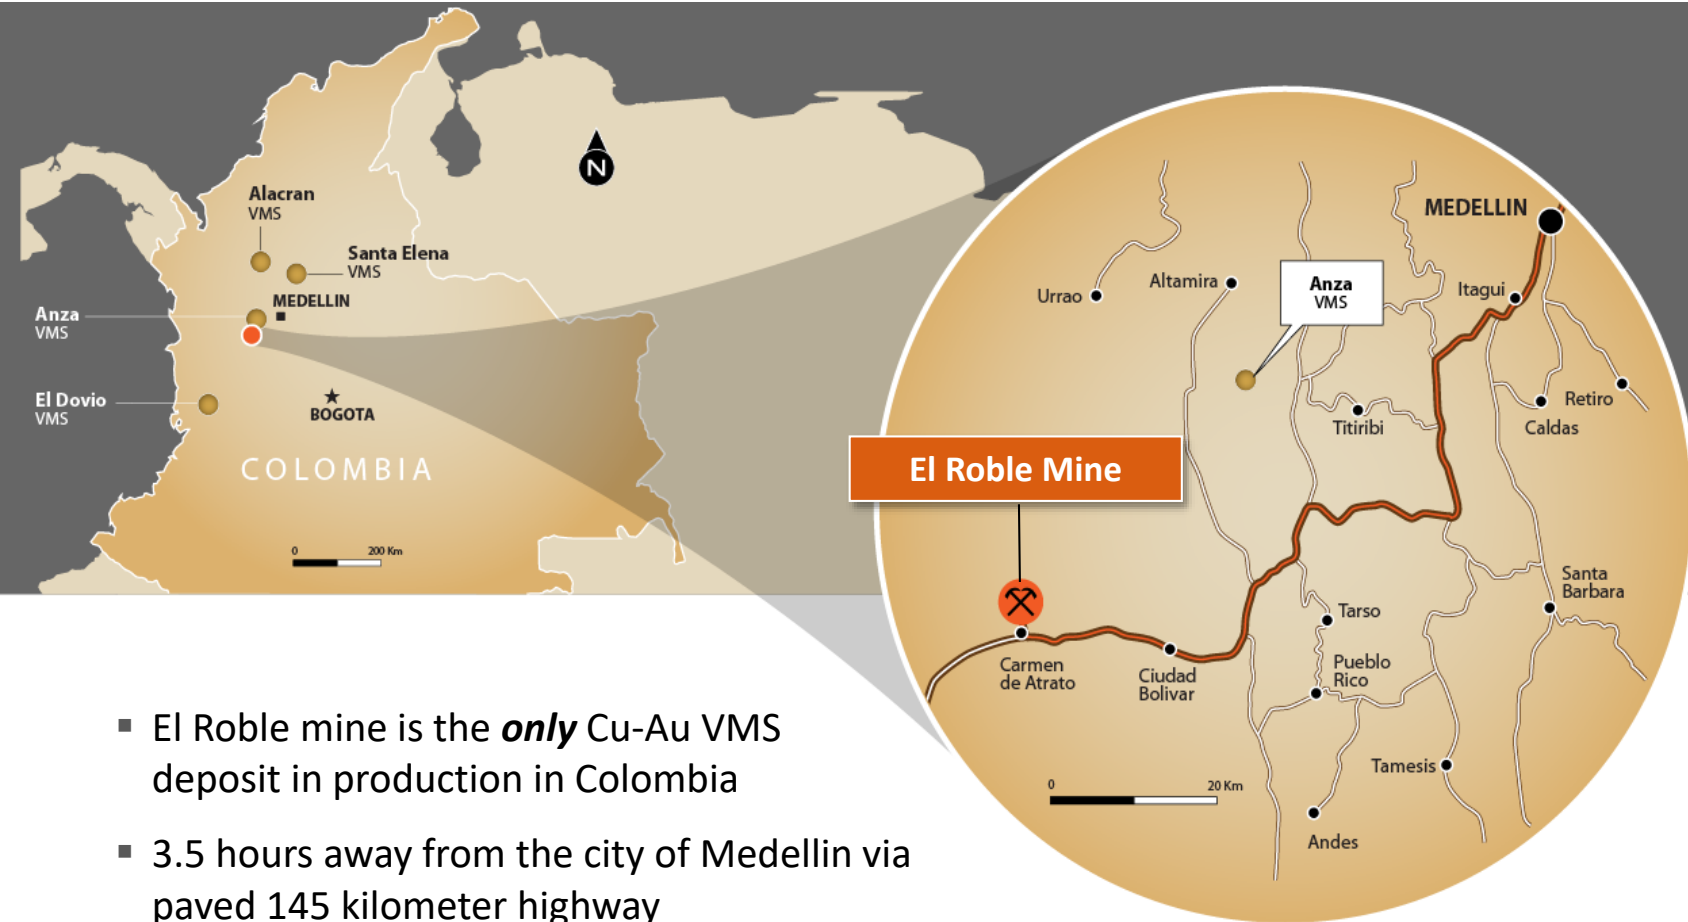 Alacran
VMS
Santa Elena
VMS
MEDELLIN
Anza
VMS
El Dovio
VMS
BOGOTA
COLOMBIA
0 200 Km
N
MEDELLIN
Urrao
Altamira
Anza
VMS
Itagui
Retiro
Caldas
Titiribi
El Roble Mine
Santa
Barbara
Tarso
Carmen
de Atrato
Ciudad
Bolivar
Pueblo
Rico
Tamesis
0 20 Km
Andes
▪ El Roble mine is the only Cu-Au VMS
deposit in production in Colombia
▪ 3.5 hours away from the city of Medellin via
paved 145 kilometer highway